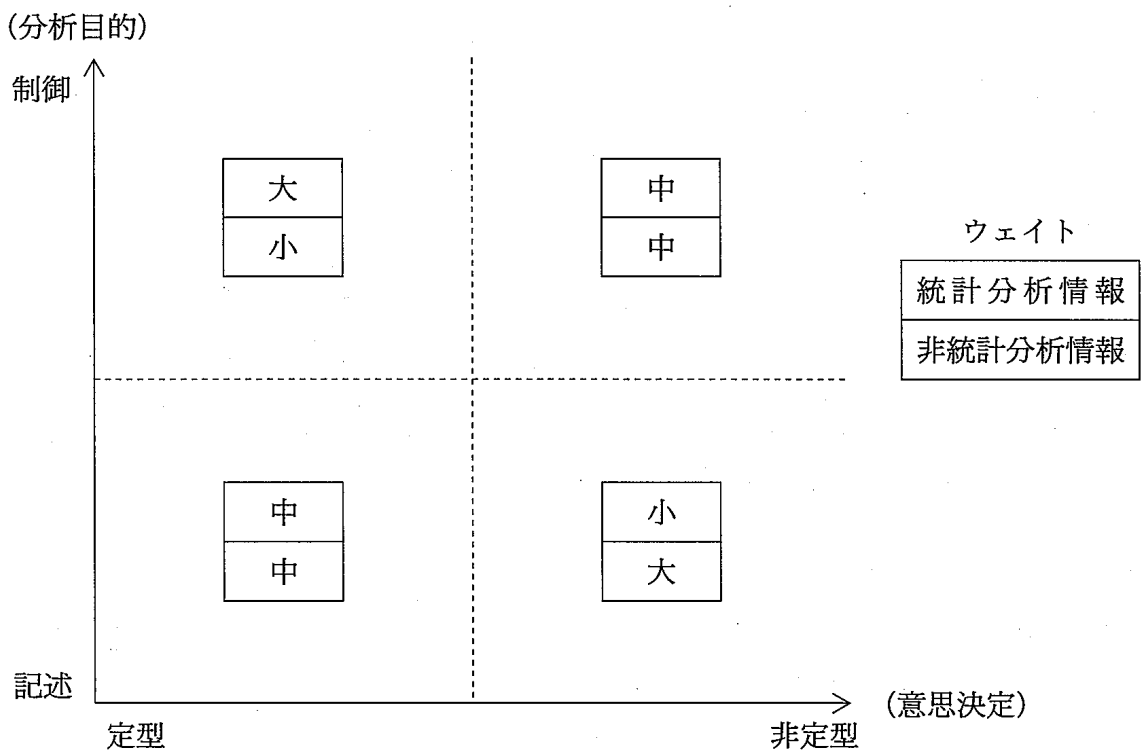 (分析目的)
制御
大
小
中
中
ウェイト
統計分析情報
非統計分析情報
中
中
小
大
記述
定型
非定型
(意思決定)